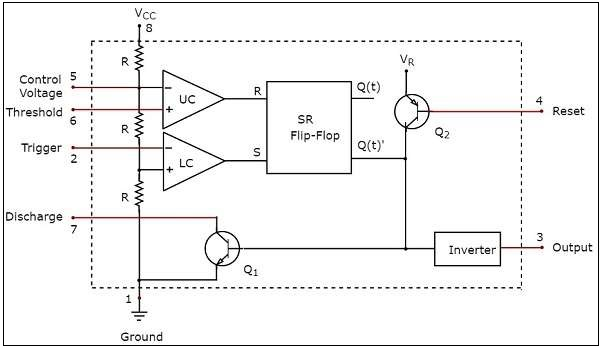 VCC
8
R
VR
5
Control
Voltage
−
UC
R
Q(t)
Threshold
+
6
4
Reset
SR
Flip-Flop
R
Q2
Trigger
−
2
LC
S
Q(t)'
+
R
Discharge
7
3
Inverter
Output
Q1
1
Ground